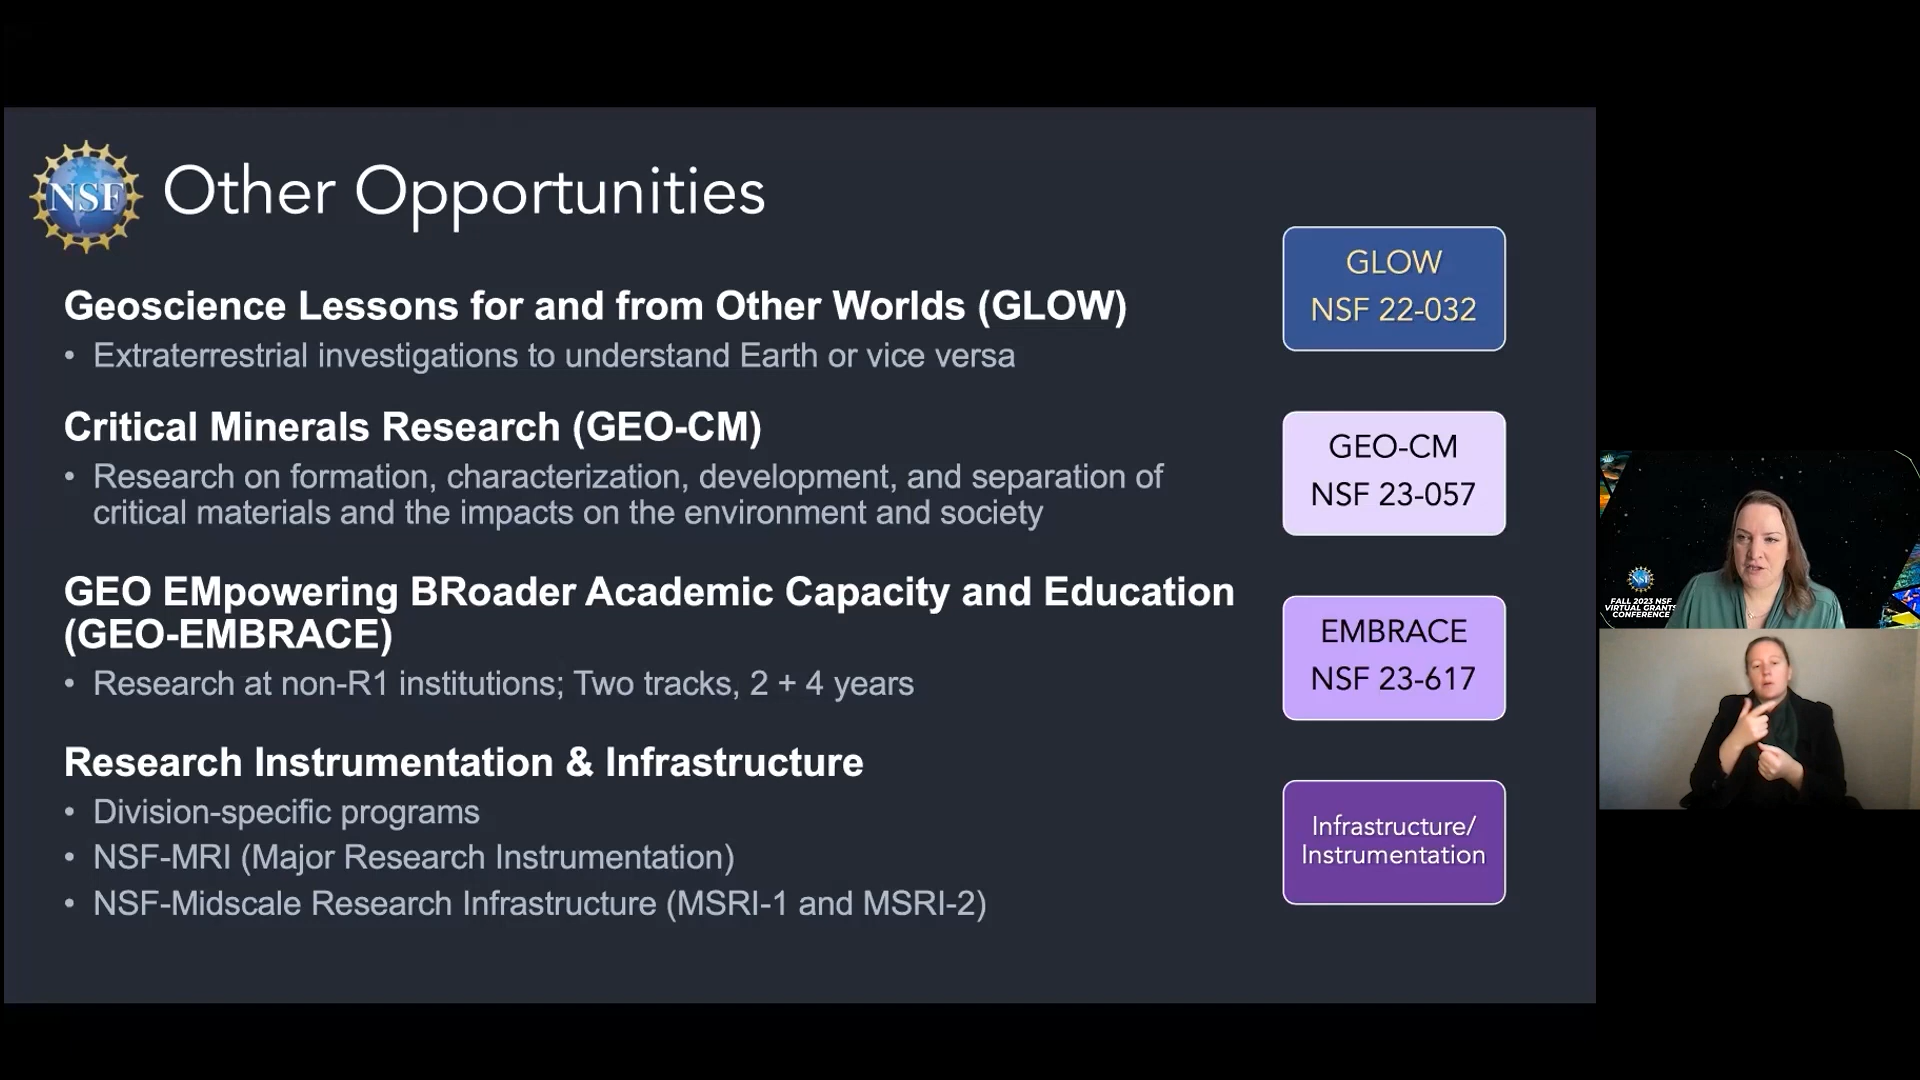 NSF
Other Opportunities
Geoscience Lessons for and from Other Worlds (GLOW)
• Extraterrestrial investigations to understand Earth or vice versa
GLOW
NSF 22-032
Critical Minerals Research (GEO-CM)
• Research on formation, characterization, development, and separation of
critical materials and the impacts on the environment and society
GEO-CM
NSF 23-057
GEO EMpowering BRoader Academic Capacity and Education
(GEO-EMBRACE)
• Research at non-R1 institutions; Two tracks, 2 + 4 years
EMBRACE
NSF 23-617
Research Instrumentation & Infrastructure
• Division-specific programs
• NSF-MRI (Major Research Instrumentation)
• NSF-Midscale Research Infrastructure (MSRI-1 and MSRI-2)
Infrastructure/
Instrumentation
NSF
FALL 2023 NSF
VIRTUAL GRANTS
CONFERENCE